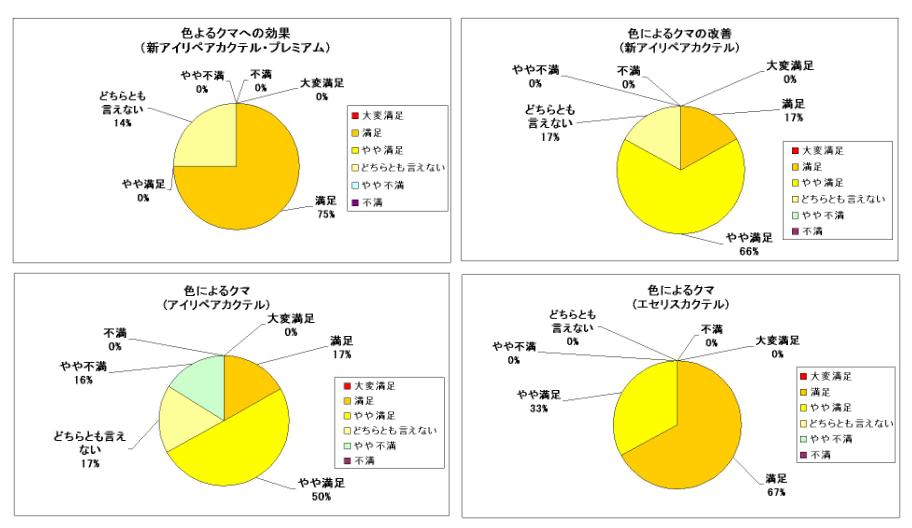 色よるクマへの効果
(新アイリペアカクテル・プレミアム)
やや不満
0%
不満
0%
大変満足
0%
どちらとも
言えない
14%
やや満足
0%
満足
75%
大変満足
満足
やや満足
どちらとも言えない
やや不満
不満
色によるクマの改善
(新アイリペアカクテル)
やや不満
0%
不満
0%
大変満足
0%
どちらとも
言えない
17%
満足
17%
やや満足
66%
大変満足
満足
やや満足
どちらとも言えない
やや不満
不満
色によるクマ
(アイリペアカクテル)
不満
0%
大変満足
0%
満足
17%
やや不満
16%
どちらとも言え
ない
17%
やや満足
50%
大変満足
満足
やや満足
どちらとも言えない
やや不満
不満
色によるクマ
(エセリスカクテル)
どちらとも
言えない
0%
不満
0%
大変満足
0%
やや不満
0%
やや満足
33%
満足
67%
大変満足
満足
やや満足
どちらとも言えない
やや不満
不満